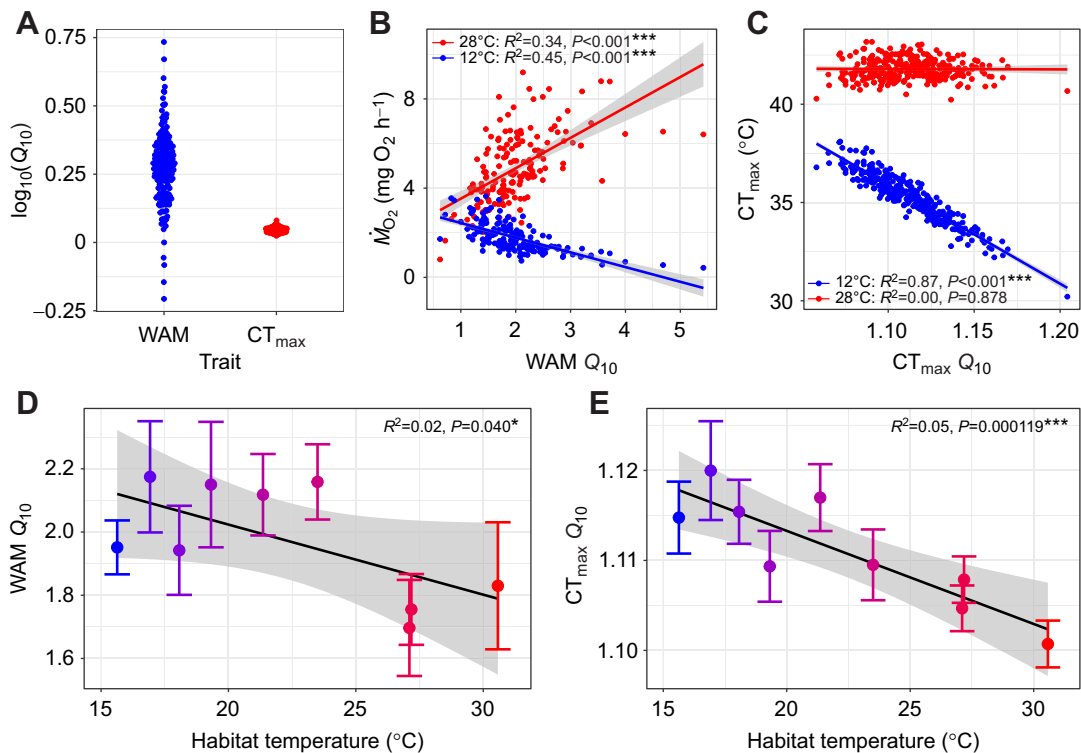 A
0.75
0.50
0.25
0
−0.25
log10(Q10)
WAM CTmax
Trait
B
28°C: R2=0.34, P<0.001***
12°C: R2=0.45, P<0.001***
8
4
0
ṀO2 (mg O2 h−1)
1 2 3 4 5
WAM Q10
C
40
35
30
CTmax (°C)
12°C: R2=0.87, P<0.001***
28°C: R2=0.00, P=0.878
1.10 1.15 1.20
CTmax Q10
D
R2=0.02, P=0.040*
2.2
2.0
1.8
1.6
WAM Q10
15 20 25 30
Habitat temperature (°C)
E
R2=0.05, P=0.000119***
1.12
1.11
1.10
CTmax Q10
15 20 25 30
Habitat temperature (°C)